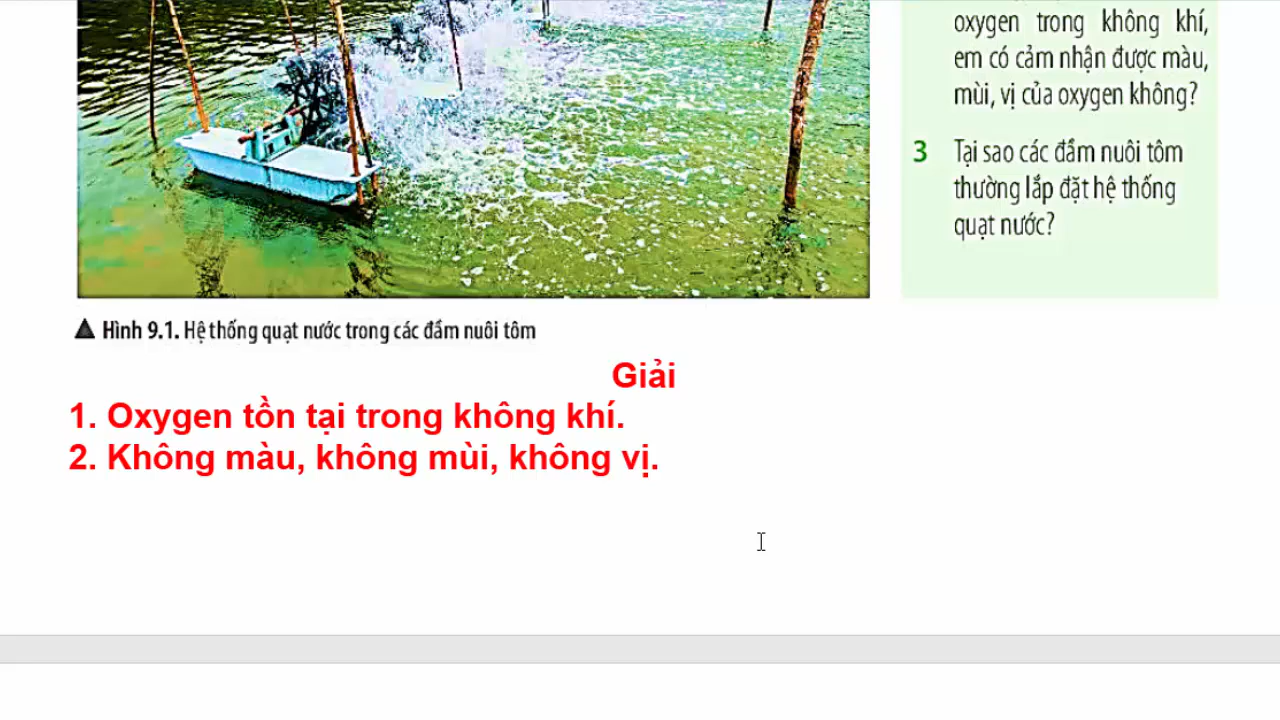 oxygen trong không khí,
em có cảm nhận được màu,
mùi, vị của oxygen không?
3 Tại sao các đầm nuôi tôm
thường lắp đặt hệ thống
quạt nước?
▲ Hình 9.1. Hệ thống quạt nước trong các đầm nuôi tôm
Giải
1. Oxygen tồn tại trong không khí.
2. Không màu, không mùi, không vị.